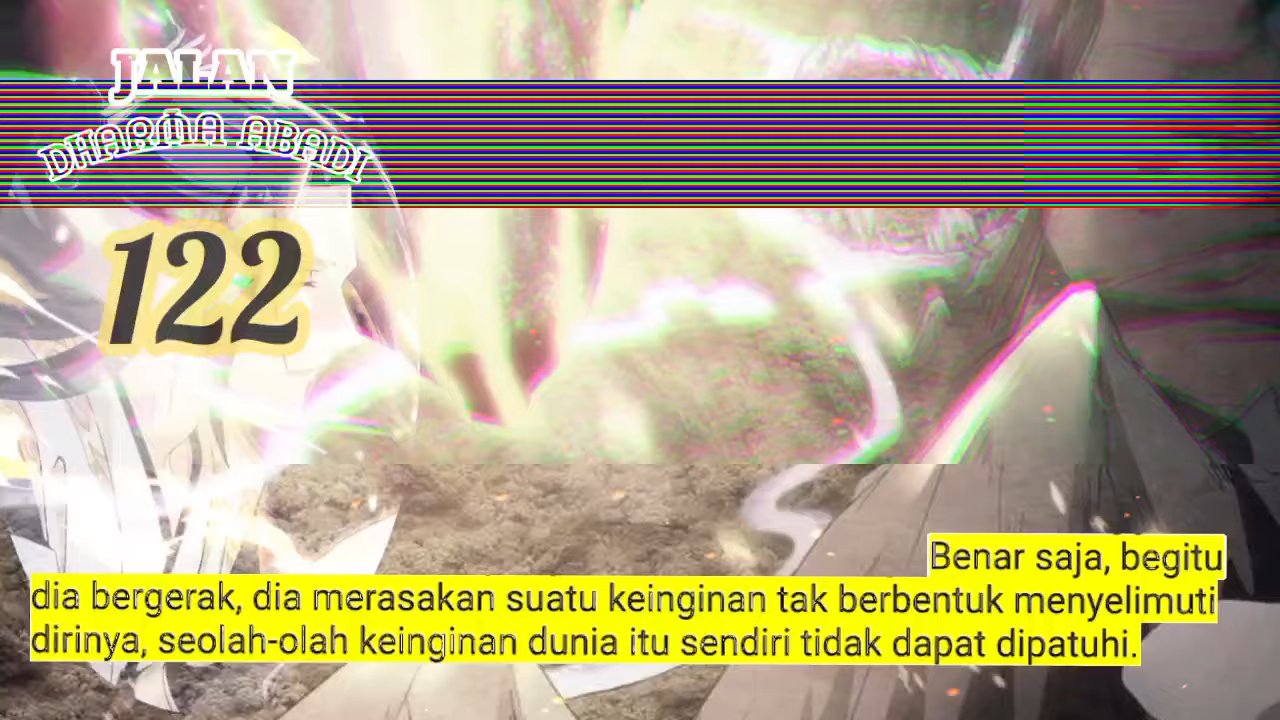 JALAN
DHARMA ABADI
122
Benar saja, begitu
dia bergerak, dia merasakan suatu keinginan tak berbentuk menyelimuti
dirinya, seolah-olah keinginan dunia itu sendiri tidak dapat dipatuhi.